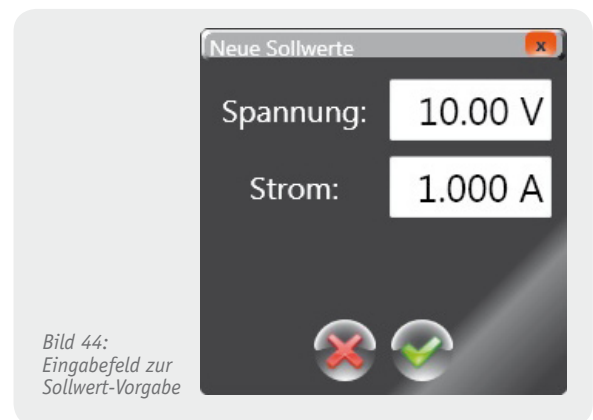 Neue Sollwerte x
Spannung: 10.00 V
Strom: 1.000 A
Bild 44:
Eingabefeld zur
Sollwert-Vorgabe